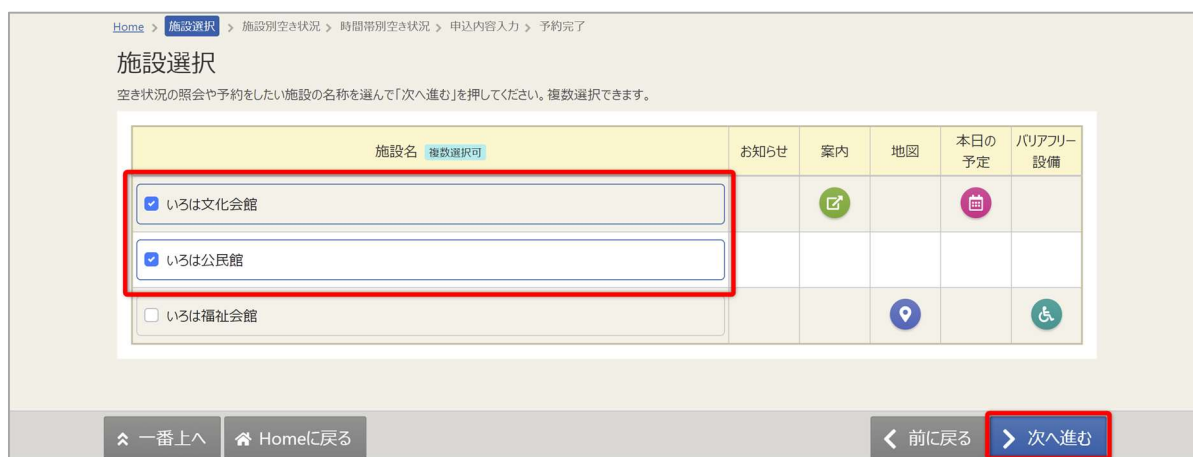 Home > 施設選択 > 施設別空き状況 > 時間帯別空き状況 > 申込内容入力 > 予約完了
施設選択
空き状況の照会や予約をしたい施設の名称を選んで「次へ進む」を押してください。複数選択できます。
施設名 複数選択可 お知らせ 案内 地図 本日の予定 バリアフリー設備
いろは文化会館
いろは公民館
いろは福祉会館
一番上へ Homeに戻る 前に戻る 次へ進む